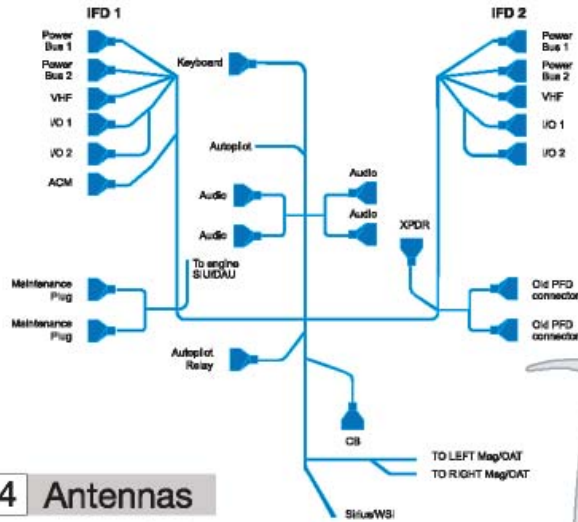 IFD 1
IFD 2
Power
Bus 1
Power
Bus 2
VHF
I/O 1
I/O 2
ACM
Keyboard
Power
Bus 1
Power
Bus 2
VHF
I/O 1
I/O 2
Autopilot
Audio
Audio
Audio
Audio
XPDR
To engine
SIU/DAU
Maintenance
Plug
Maintenance
Plug
Old PFD
connector
Old PFD
connector
Autopilot
Relay
CB
TO LEFT Mag/OAT
TO RIGHT Mag/OAT
Sirius/WSI
4 Antennas